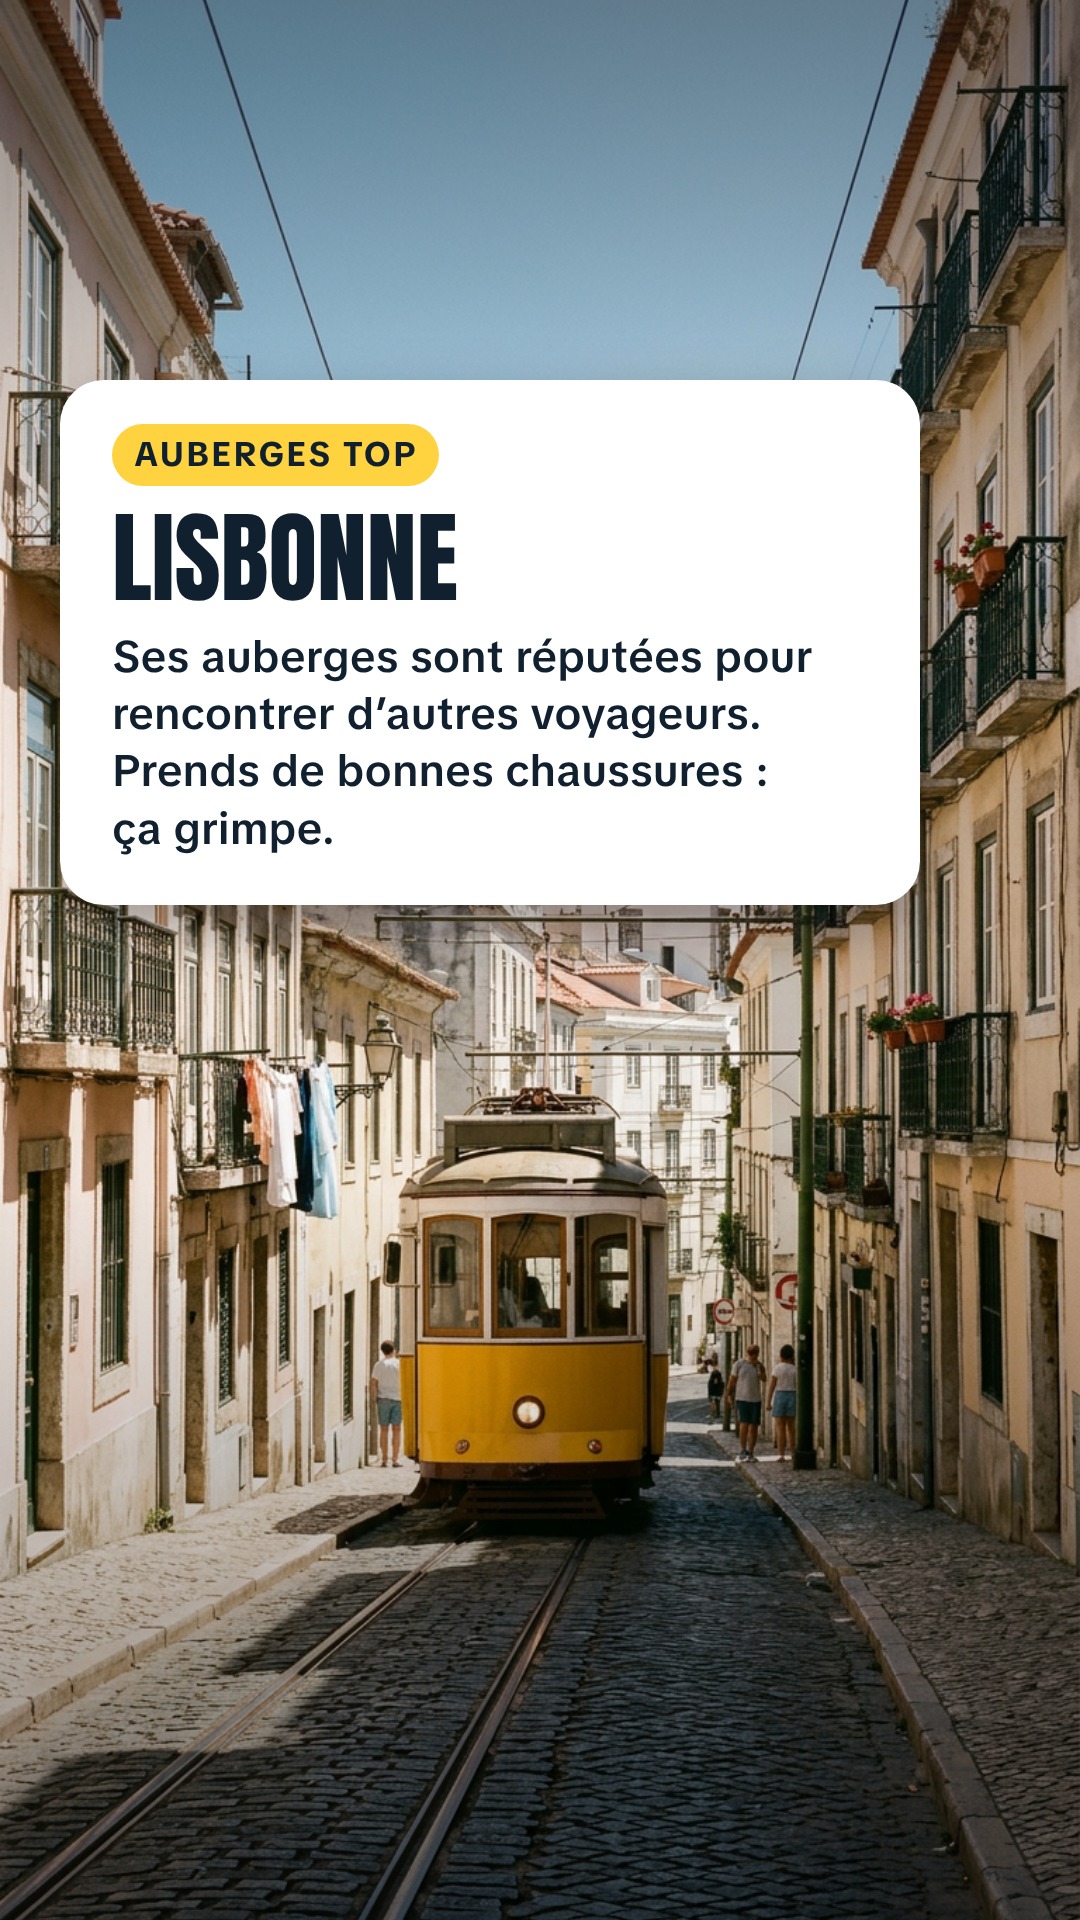 AUBERGES TOP
LISBONNE
Ses auberges sont réputées pour
rencontrer d’autres voyageurs.
Prends de bonnes chaussures :
ça grimpe.